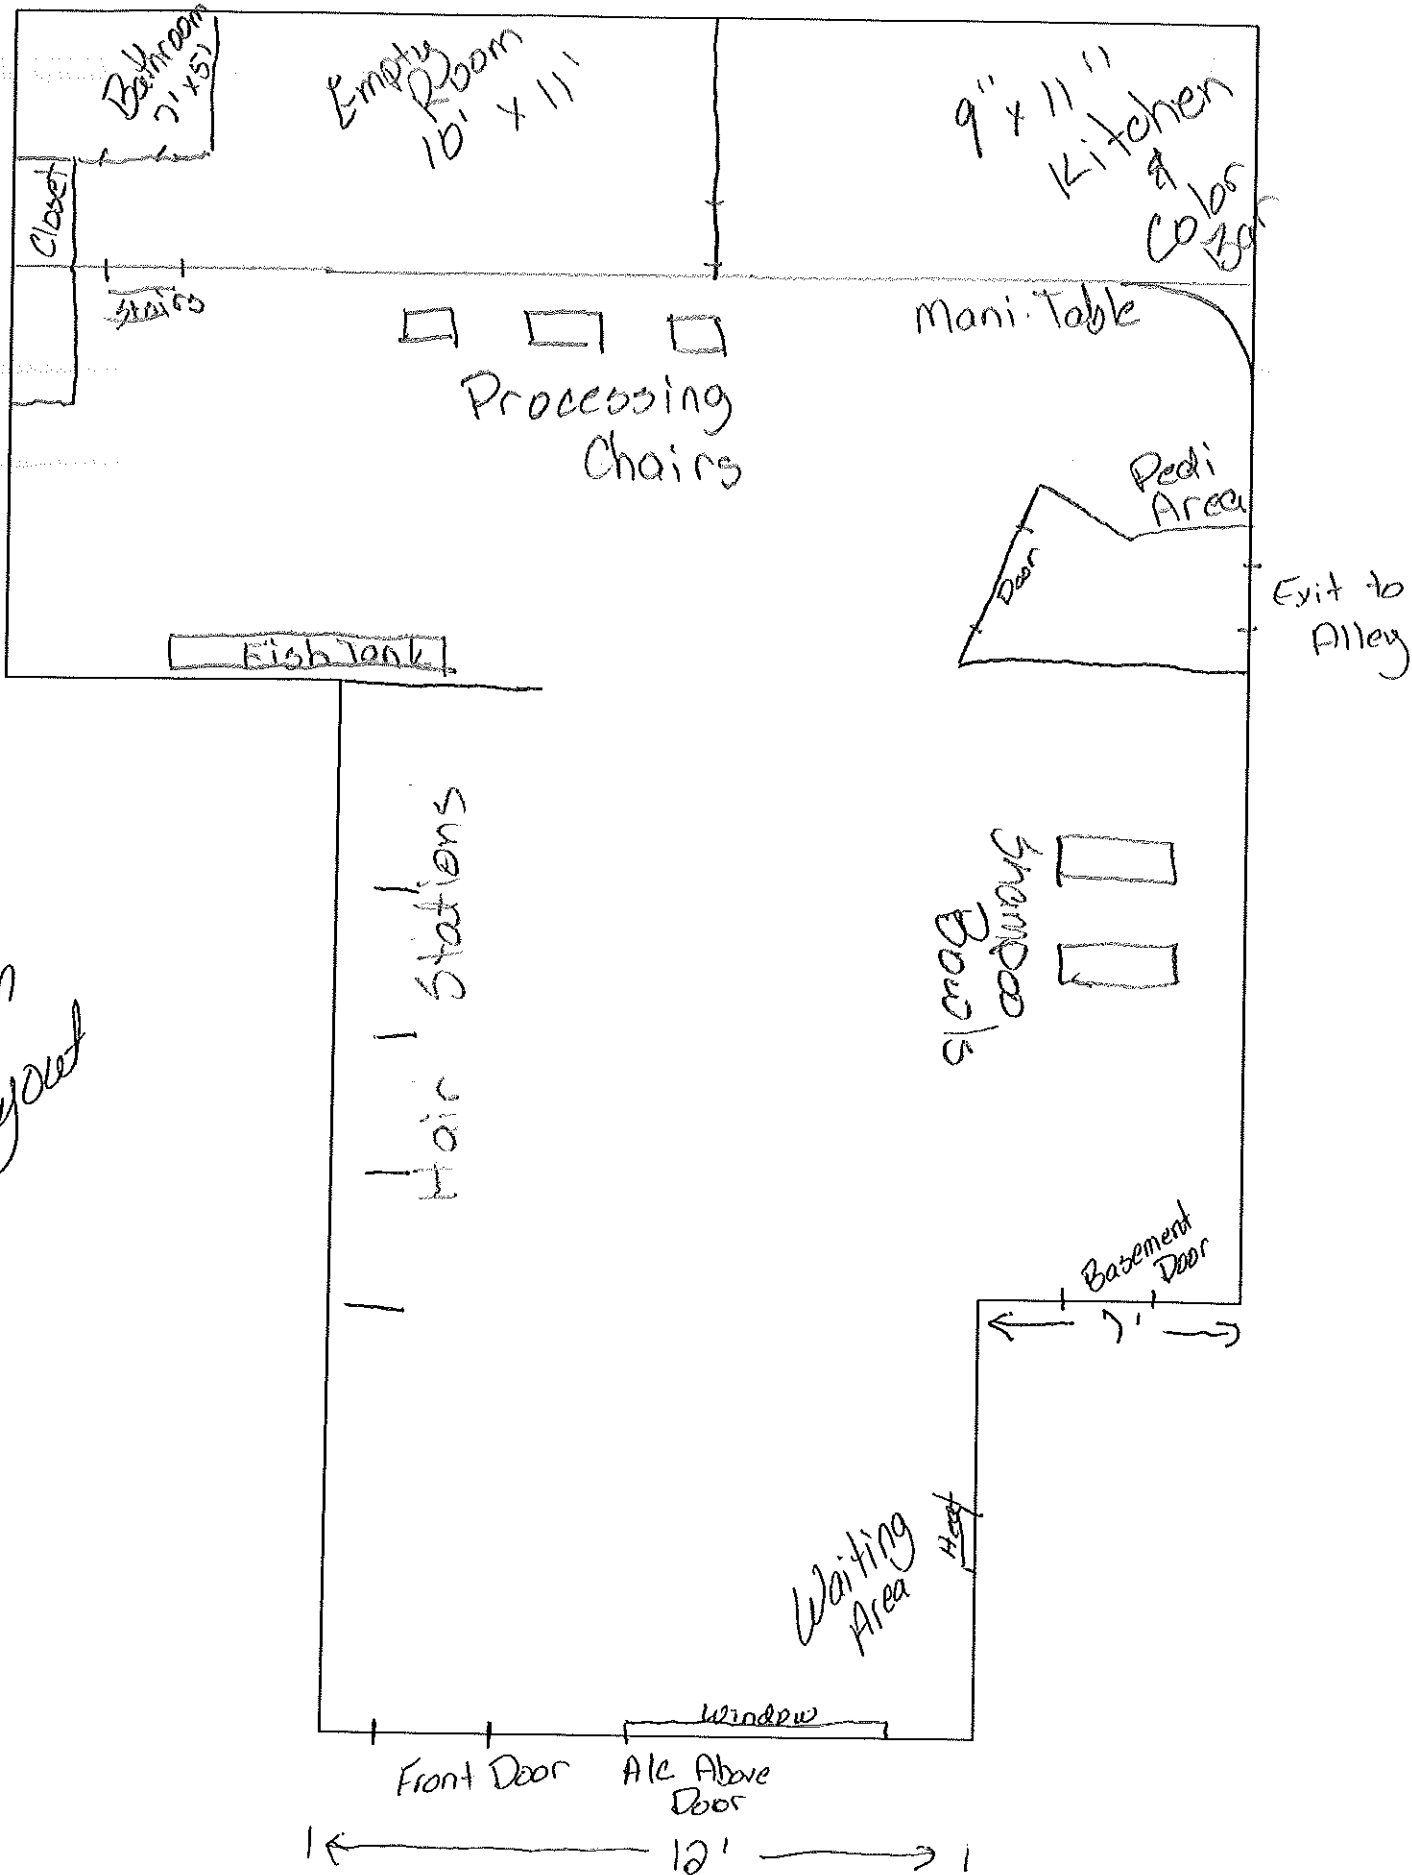 Bathroom
7' x 5'
Empty
Room
10' x 11'
9" x 11"
Kitchen
&
Color
Bar
Closet
Stairs
Mani. Table
Processing
Chairs
Pedi
Area
Door
Exit to
Alley
Fish Tank
Hair Stations
Shampoo
Bowls
Basement
Door
7'
Waiting
Area
Heat
Window
Front Door
A/c Above
Door
12'